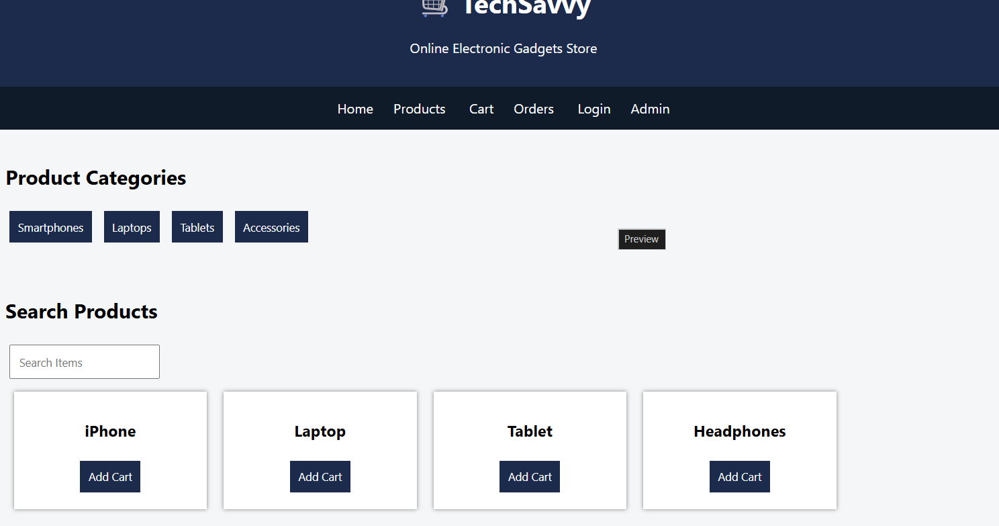 TechSavvy
Online Electronic Gadgets Store
Home Products Cart Orders Login Admin
Product Categories
Smartphones Laptops Tablets Accessories
Preview
Search Products
Search Items
iPhone Laptop Tablet Headphones
Add Cart Add Cart Add Cart Add Cart